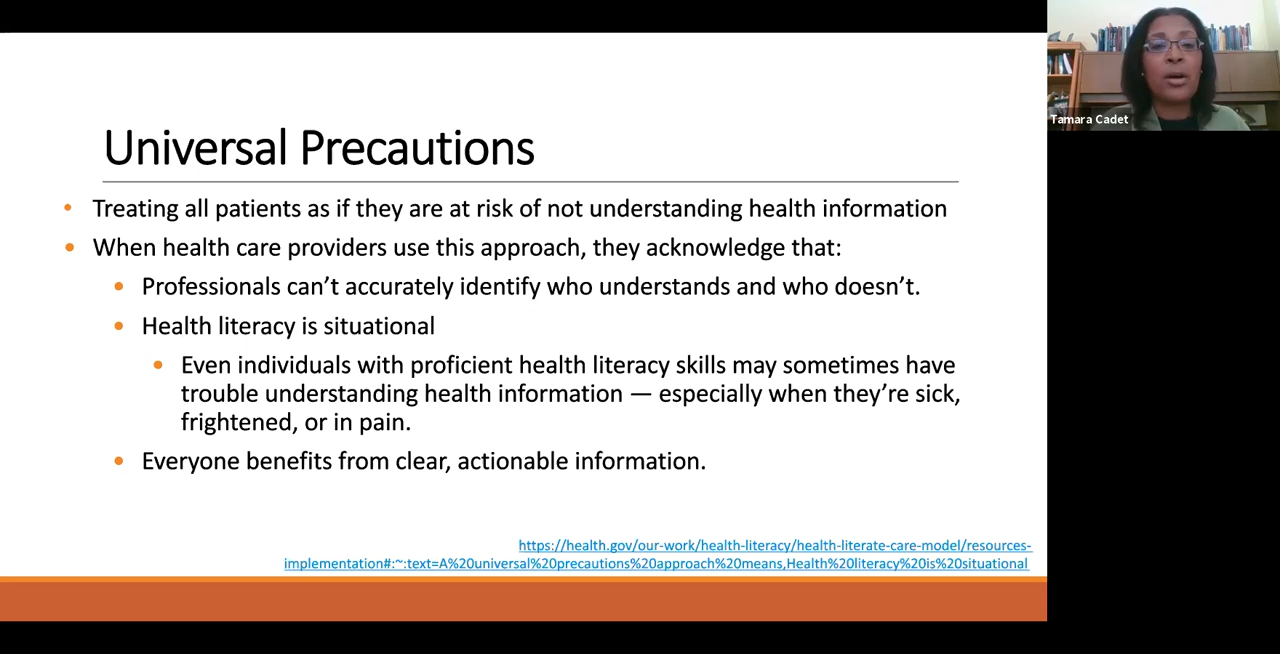 Universal Precautions
• Treating all patients as if they are at risk of not understanding health information
• When health care providers use this approach, they acknowledge that:
• Professionals can’t accurately identify who understands and who doesn’t.
• Health literacy is situational
• Even individuals with proficient health literacy skills may sometimes have
trouble understanding health information — especially when they’re sick,
frightened, or in pain.
• Everyone benefits from clear, actionable information.
https://health.gov/our-work/health-literacy/health-literate-care-model/resources-
implementation#:~:text=A%20universal%20precautions%20approach%20means,Health%20literacy%20is%20situational
Tamara Cadet